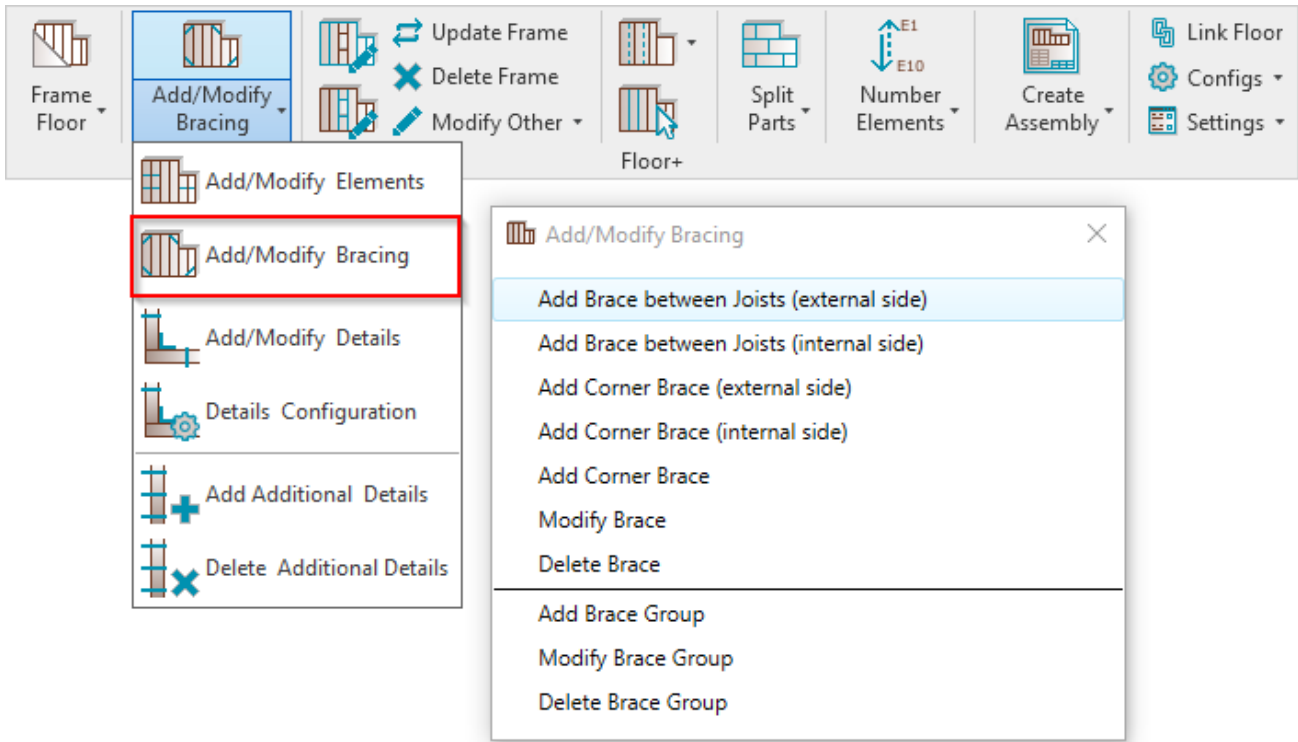 Frame
Floor
Add/Modify
Bracing
Update Frame
Delete Frame
Modify Other
Split
Parts
E1
E10
Number
Elements
Create
Assembly
Link Floor
Configs
Settings
Floor+
Add/Modify Elements
Add/Modify Bracing
Add/Modify Details
Details Configuration
Add Additional Details
Delete Additional Details
Add/Modify Bracing
Add Brace between Joists (external side)
Add Brace between Joists (internal side)
Add Corner Brace (external side)
Add Corner Brace (internal side)
Add Corner Brace
Modify Brace
Delete Brace
Add Brace Group
Modify Brace Group
Delete Brace Group